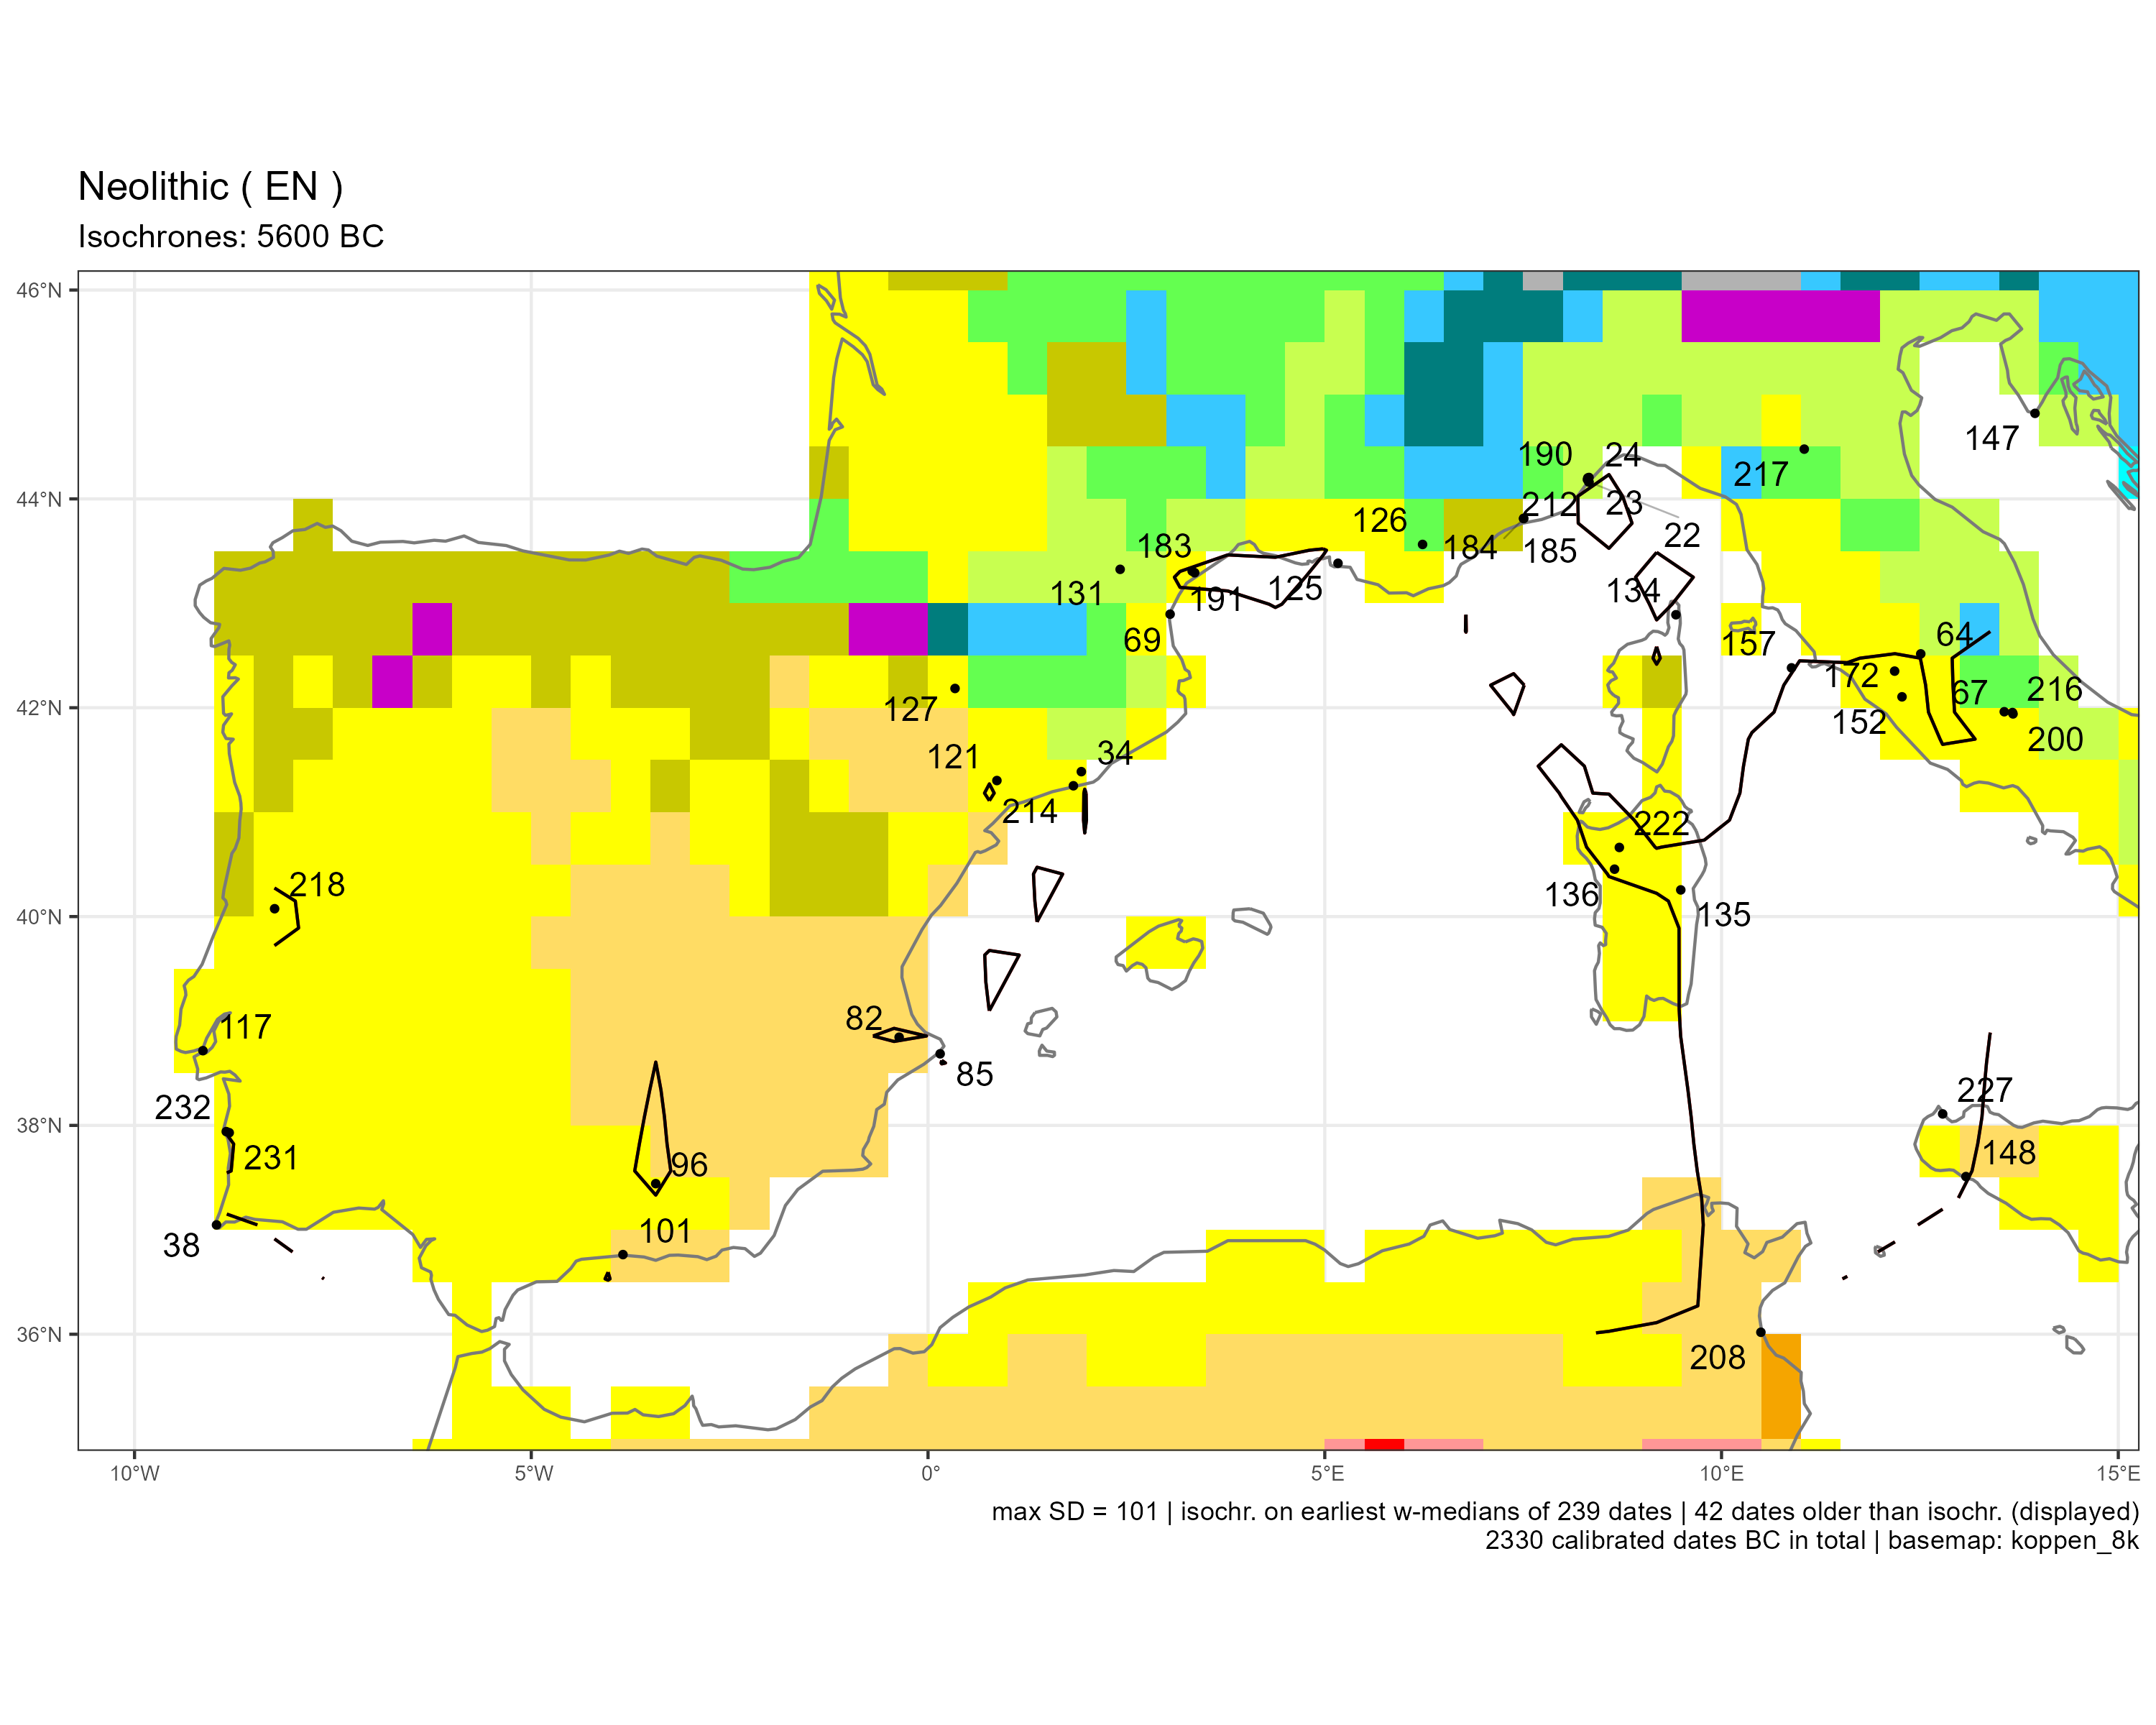 Neolithic ( EN )
Isochrones: 5600 BC
46°N
44°N
42°N
40°N
38°N
36°N
147
190
24
217
212
23
126
183
184
185
22
131
191
125
134
69
157
64
172
67
216
127
152
200
121
34
214
222
218
136
135
117
82
85
227
232
231
148
96
38
101
208
10°W
5°W
0°
5°E
10°E
15°E
max SD = 101 | isochr. on earliest w-medians of 239 dates | 42 dates older than isochr. (displayed)
2330 calibrated dates BC in total | basemap: koppen_8k